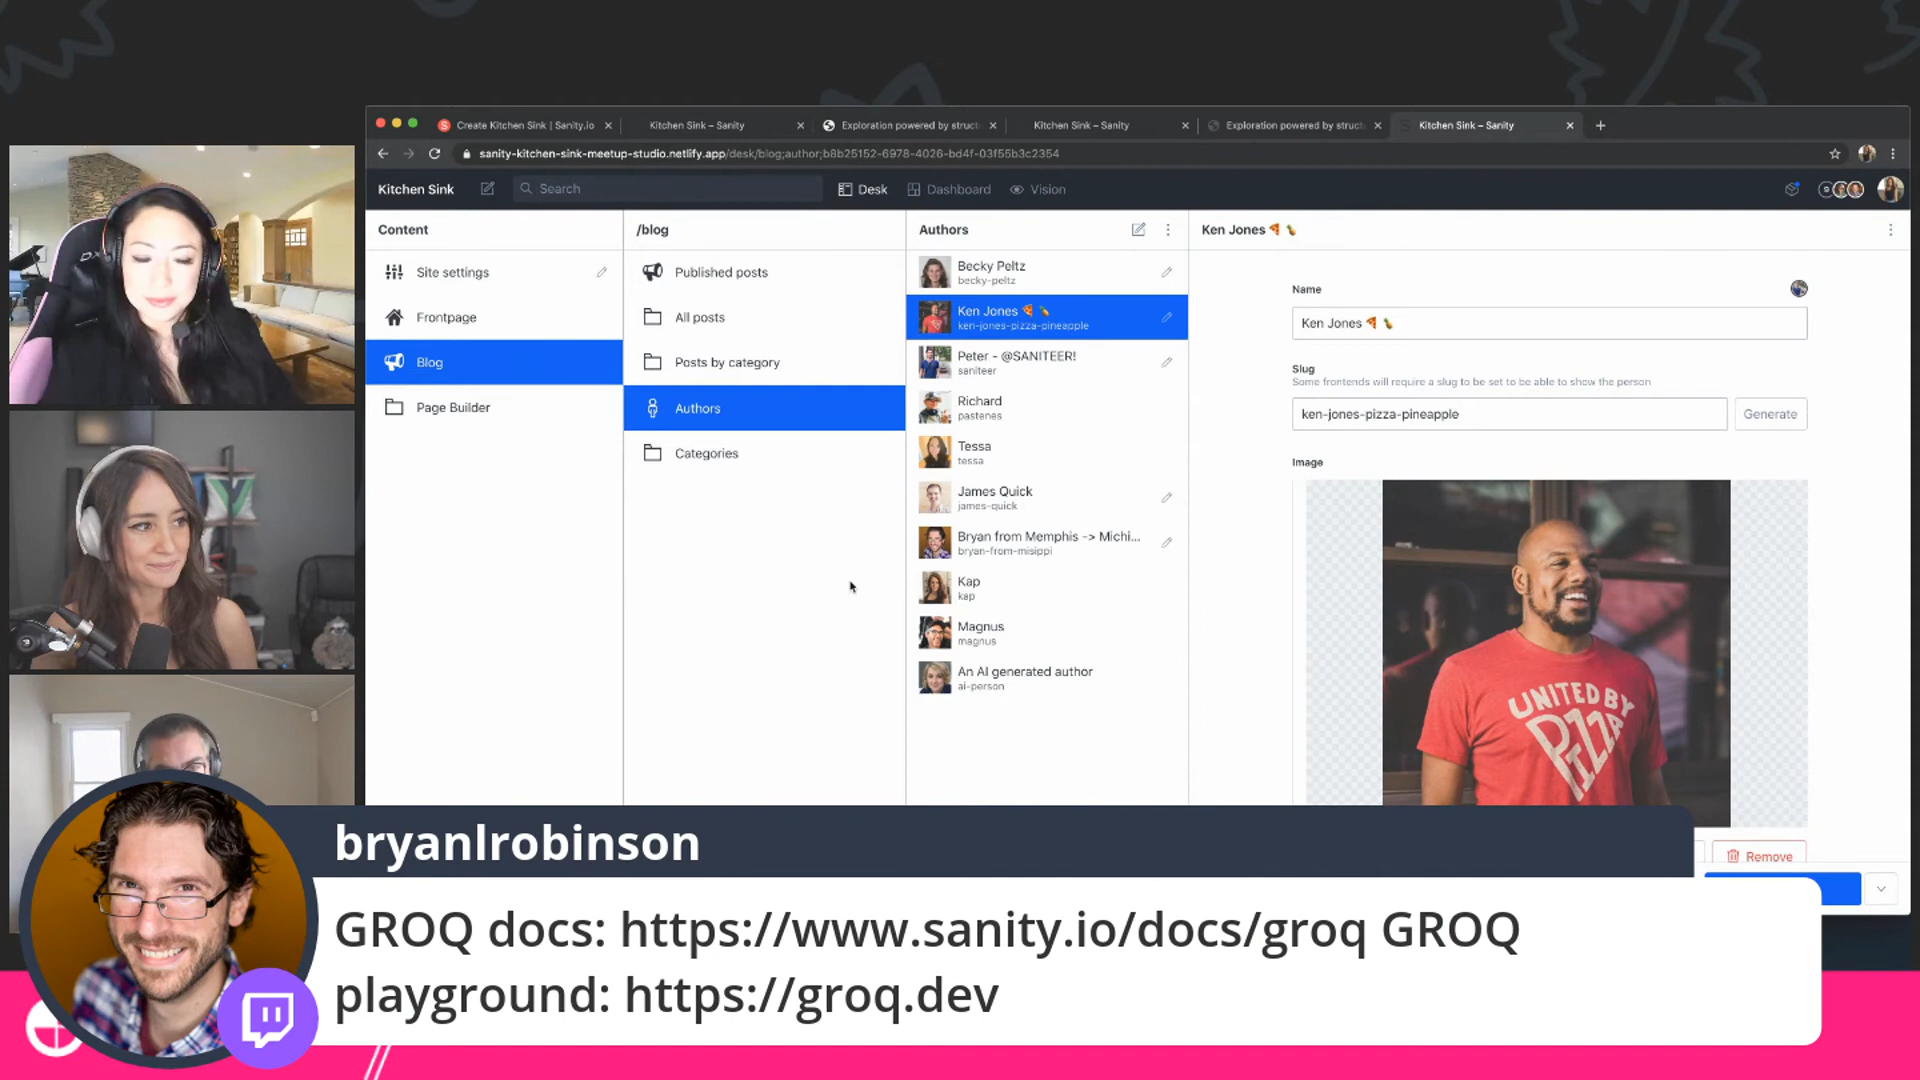 Create Kitchen Sink | Sanity.io
Kitchen Sink – Sanity
Exploration powered by struct
Kitchen Sink – Sanity
Exploration powered by struct
Kitchen Sink – Sanity
sanity-kitchen-sink-meetup-studio.netlify.app/desk/blog;author;b8b25152-6978-4026-bd4f-03f55b3c2354
Kitchen Sink
Search
Desk
Dashboard
Vision
Content
Site settings
Frontpage
Blog
Page Builder
/blog
Published posts
All posts
Posts by category
Authors
Categories
Authors
Becky Peltz
becky-peltz
Ken Jones 🍕 🍍
ken-jones-pizza-pineapple
Peter - @SANITEER!
saniteer
Richard
pastenes
Tessa
tessa
James Quick
james-quick
Bryan from Memphis -> Michi...
bryan-from-misippi
Kap
kap
Magnus
magnus
An AI generated author
ai-person
Ken Jones 🍕 🍍
Name
Ken Jones 🍕 🍍
Slug
Some frontends will require a slug to be set to be able to show the person
ken-jones-pizza-pineapple
Generate
Image
UNITED BY
PIZZA
Remove
bryanlrobinson
GROQ docs: https://www.sanity.io/docs/groq GROQ
playground: https://groq.dev